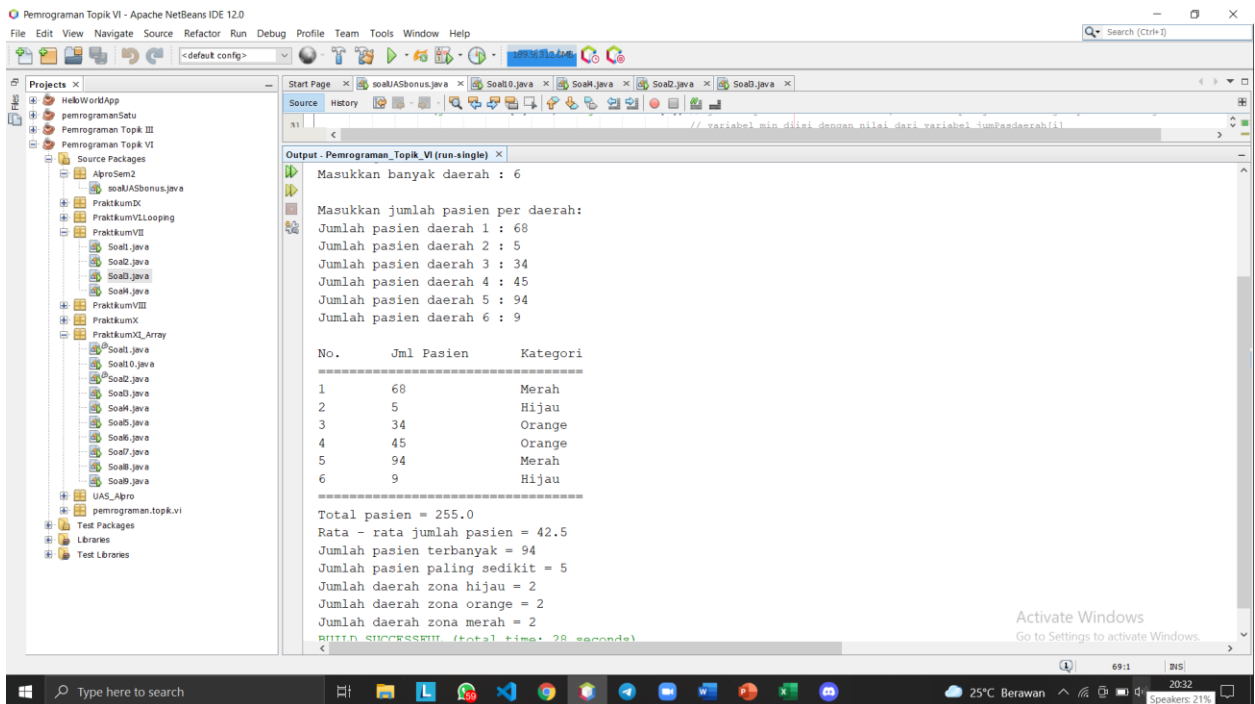 Pemrograman Topik VI - Apache NetBeans IDE 12.0
File Edit View Navigate Source Refactor Run Debug Profile Team Tools Window Help
Search (Ctrl+I)
<default config>
Projects
Start Page soalUASbonus.java Soal10.java Soal4.java Soal2.java Soal3.java
HelloWorldApp
pemrogramanSatu
Pemrograman Topik III
Pemrograman Topik VI
Source Packages
AlproSem2
soalUASbonus.java
PraktikumIX
PraktikumVI.Looping
PraktikumVII
Soal1.java
Soal2.java
Soal3.java
Soal4.java
PraktikumVIII
PraktikumX
PraktikumXI_Array
Soal1.java
Soal10.java
Soal2.java
Soal3.java
Soal4.java
Soal5.java
Soal6.java
Soal7.java
Soal8.java
Soal9.java
UAS_Alpro
pemrograman.topik.vi
Test Packages
Libraries
Test Libraries
Source History
31 // variabel min diisi dengan nilai dari variabel jumPasdaerah[i]
Output - Pemrograman_Topik_VI (run-single)
Masukkan banyak daerah : 6
Masukkan jumlah pasien per daerah:
Jumlah pasien daerah 1 : 68
Jumlah pasien daerah 2 : 5
Jumlah pasien daerah 3 : 34
Jumlah pasien daerah 4 : 45
Jumlah pasien daerah 5 : 94
Jumlah pasien daerah 6 : 9
No. Jml Pasien Kategori
==================================
1 68 Merah
2 5 Hijau
3 34 Orange
4 45 Orange
5 94 Merah
6 9 Hijau
==================================
Total pasien = 255.0
Rata - rata jumlah pasien = 42.5
Jumlah pasien terbanyak = 94
Jumlah pasien paling sedikit = 5
Jumlah daerah zona hijau = 2
Jumlah daerah zona orange = 2
Jumlah daerah zona merah = 2
BUILD SUCCESSFUL (total time: 28 seconds)
Activate Windows
Go to Settings to activate Windows.
69:1 INS
Type here to search
59
25°C Berawan
20:32
Speakers: 21%